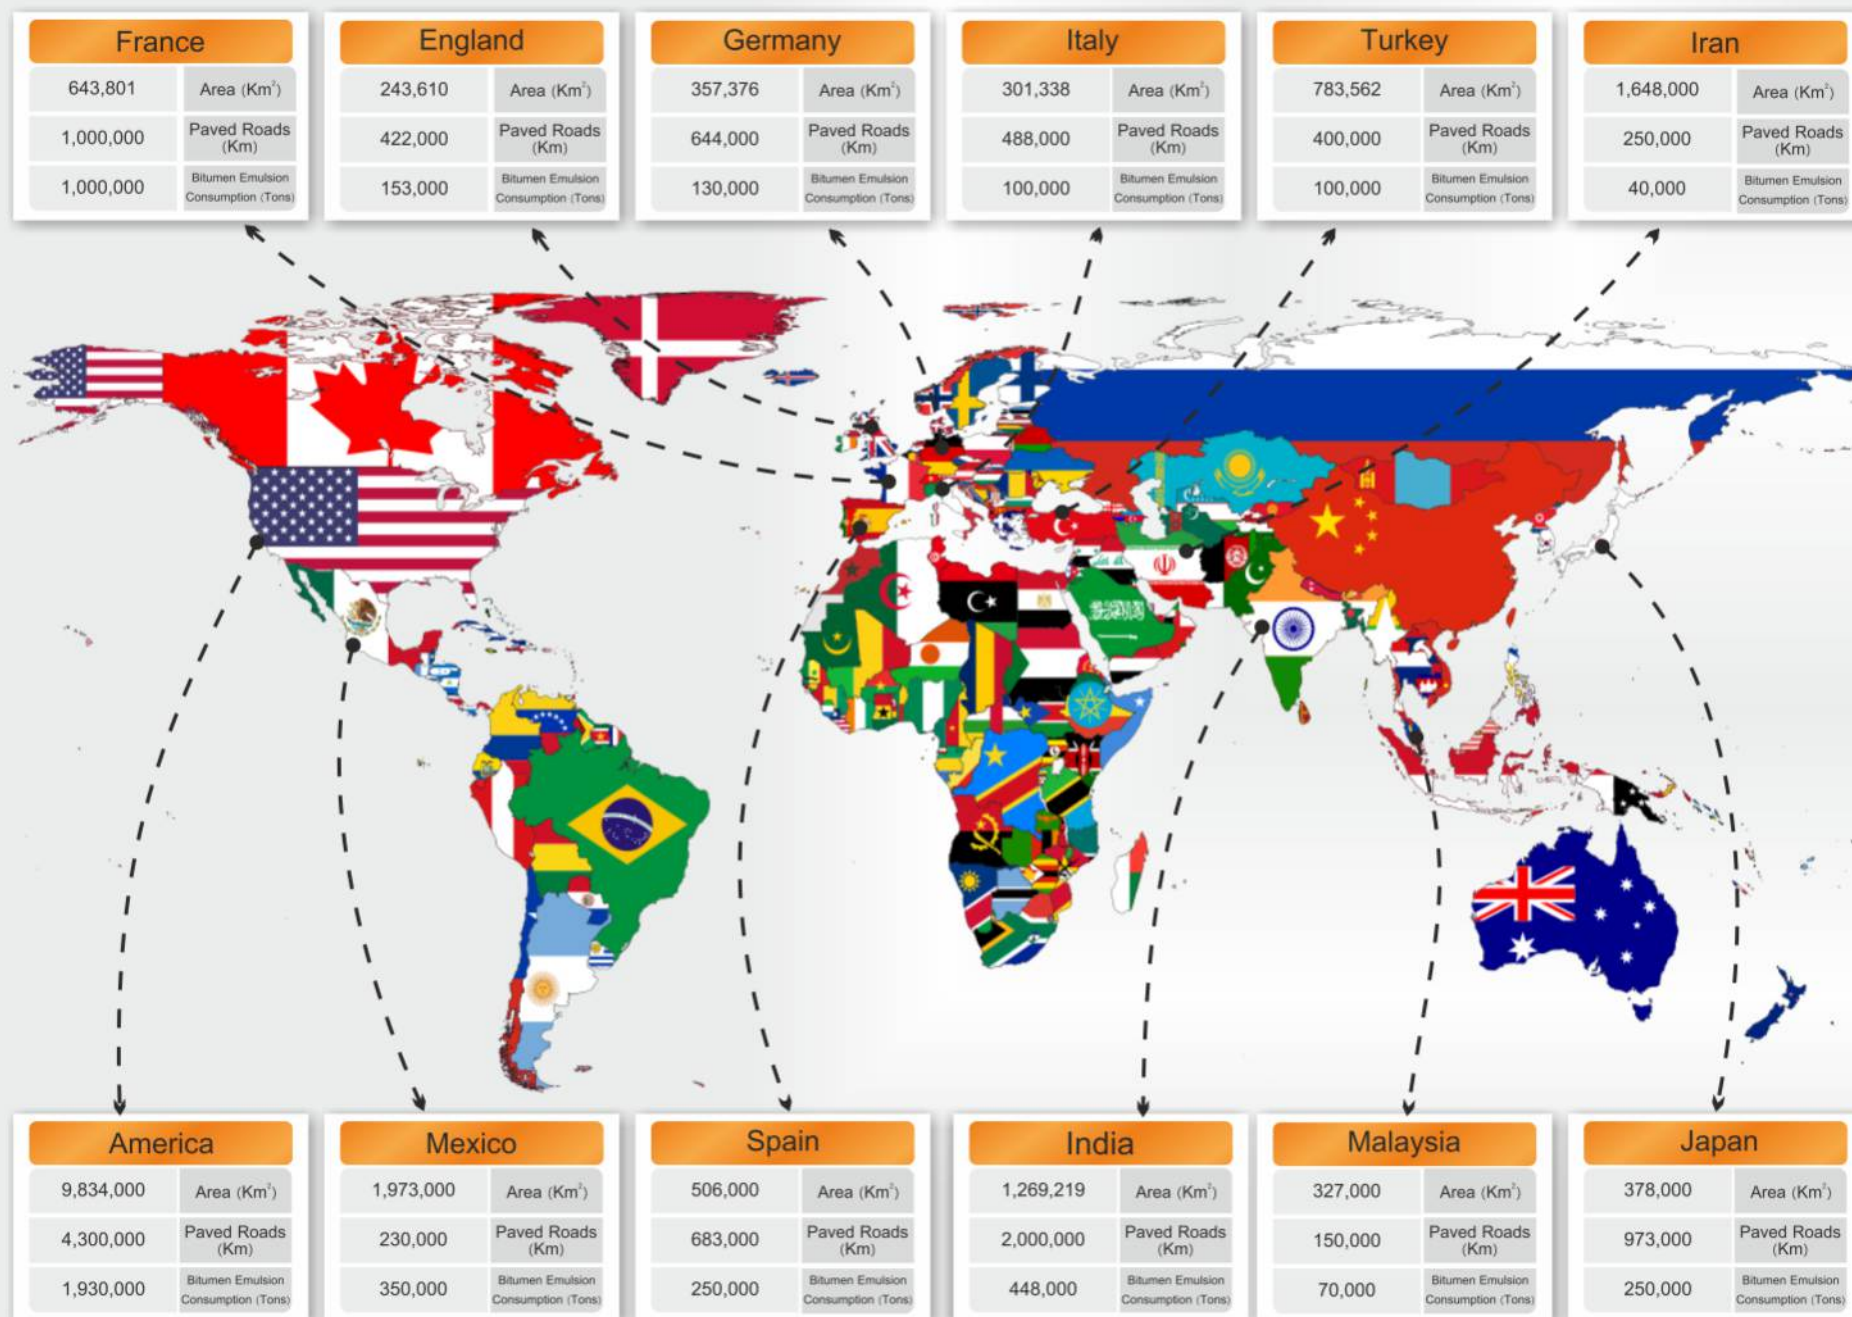 France
643,801 Area (Km²)
1,000,000 Paved Roads
(Km)
1,000,000 Bitumen Emulsion
Consumption (Tons)
England
243,610 Area (Km²)
422,000 Paved Roads
(Km)
153,000 Bitumen Emulsion
Consumption (Tons)
Germany
357,376 Area (Km²)
644,000 Paved Roads
(Km)
130,000 Bitumen Emulsion
Consumption (Tons)
Italy
301,338 Area (Km²)
488,000 Paved Roads
(Km)
100,000 Bitumen Emulsion
Consumption (Tons)
Turkey
783,562 Area (Km²)
400,000 Paved Roads
(Km)
100,000 Bitumen Emulsion
Consumption (Tons)
Iran
1,648,000 Area (Km²)
250,000 Paved Roads
(Km)
40,000 Bitumen Emulsion
Consumption (Tons)
America
9,834,000 Area (Km²)
4,300,000 Paved Roads
(Km)
1,930,000 Bitumen Emulsion
Consumption (Tons)
Mexico
1,973,000 Area (Km²)
230,000 Paved Roads
(Km)
350,000 Bitumen Emulsion
Consumption (Tons)
Spain
506,000 Area (Km²)
683,000 Paved Roads
(Km)
250,000 Bitumen Emulsion
Consumption (Tons)
India
1,269,219 Area (Km²)
2,000,000 Paved Roads
(Km)
448,000 Bitumen Emulsion
Consumption (Tons)
Malaysia
327,000 Area (Km²)
150,000 Paved Roads
(Km)
70,000 Bitumen Emulsion
Consumption (Tons)
Japan
378,000 Area (Km²)
973,000 Paved Roads
(Km)
250,000 Bitumen Emulsion
Consumption (Tons)